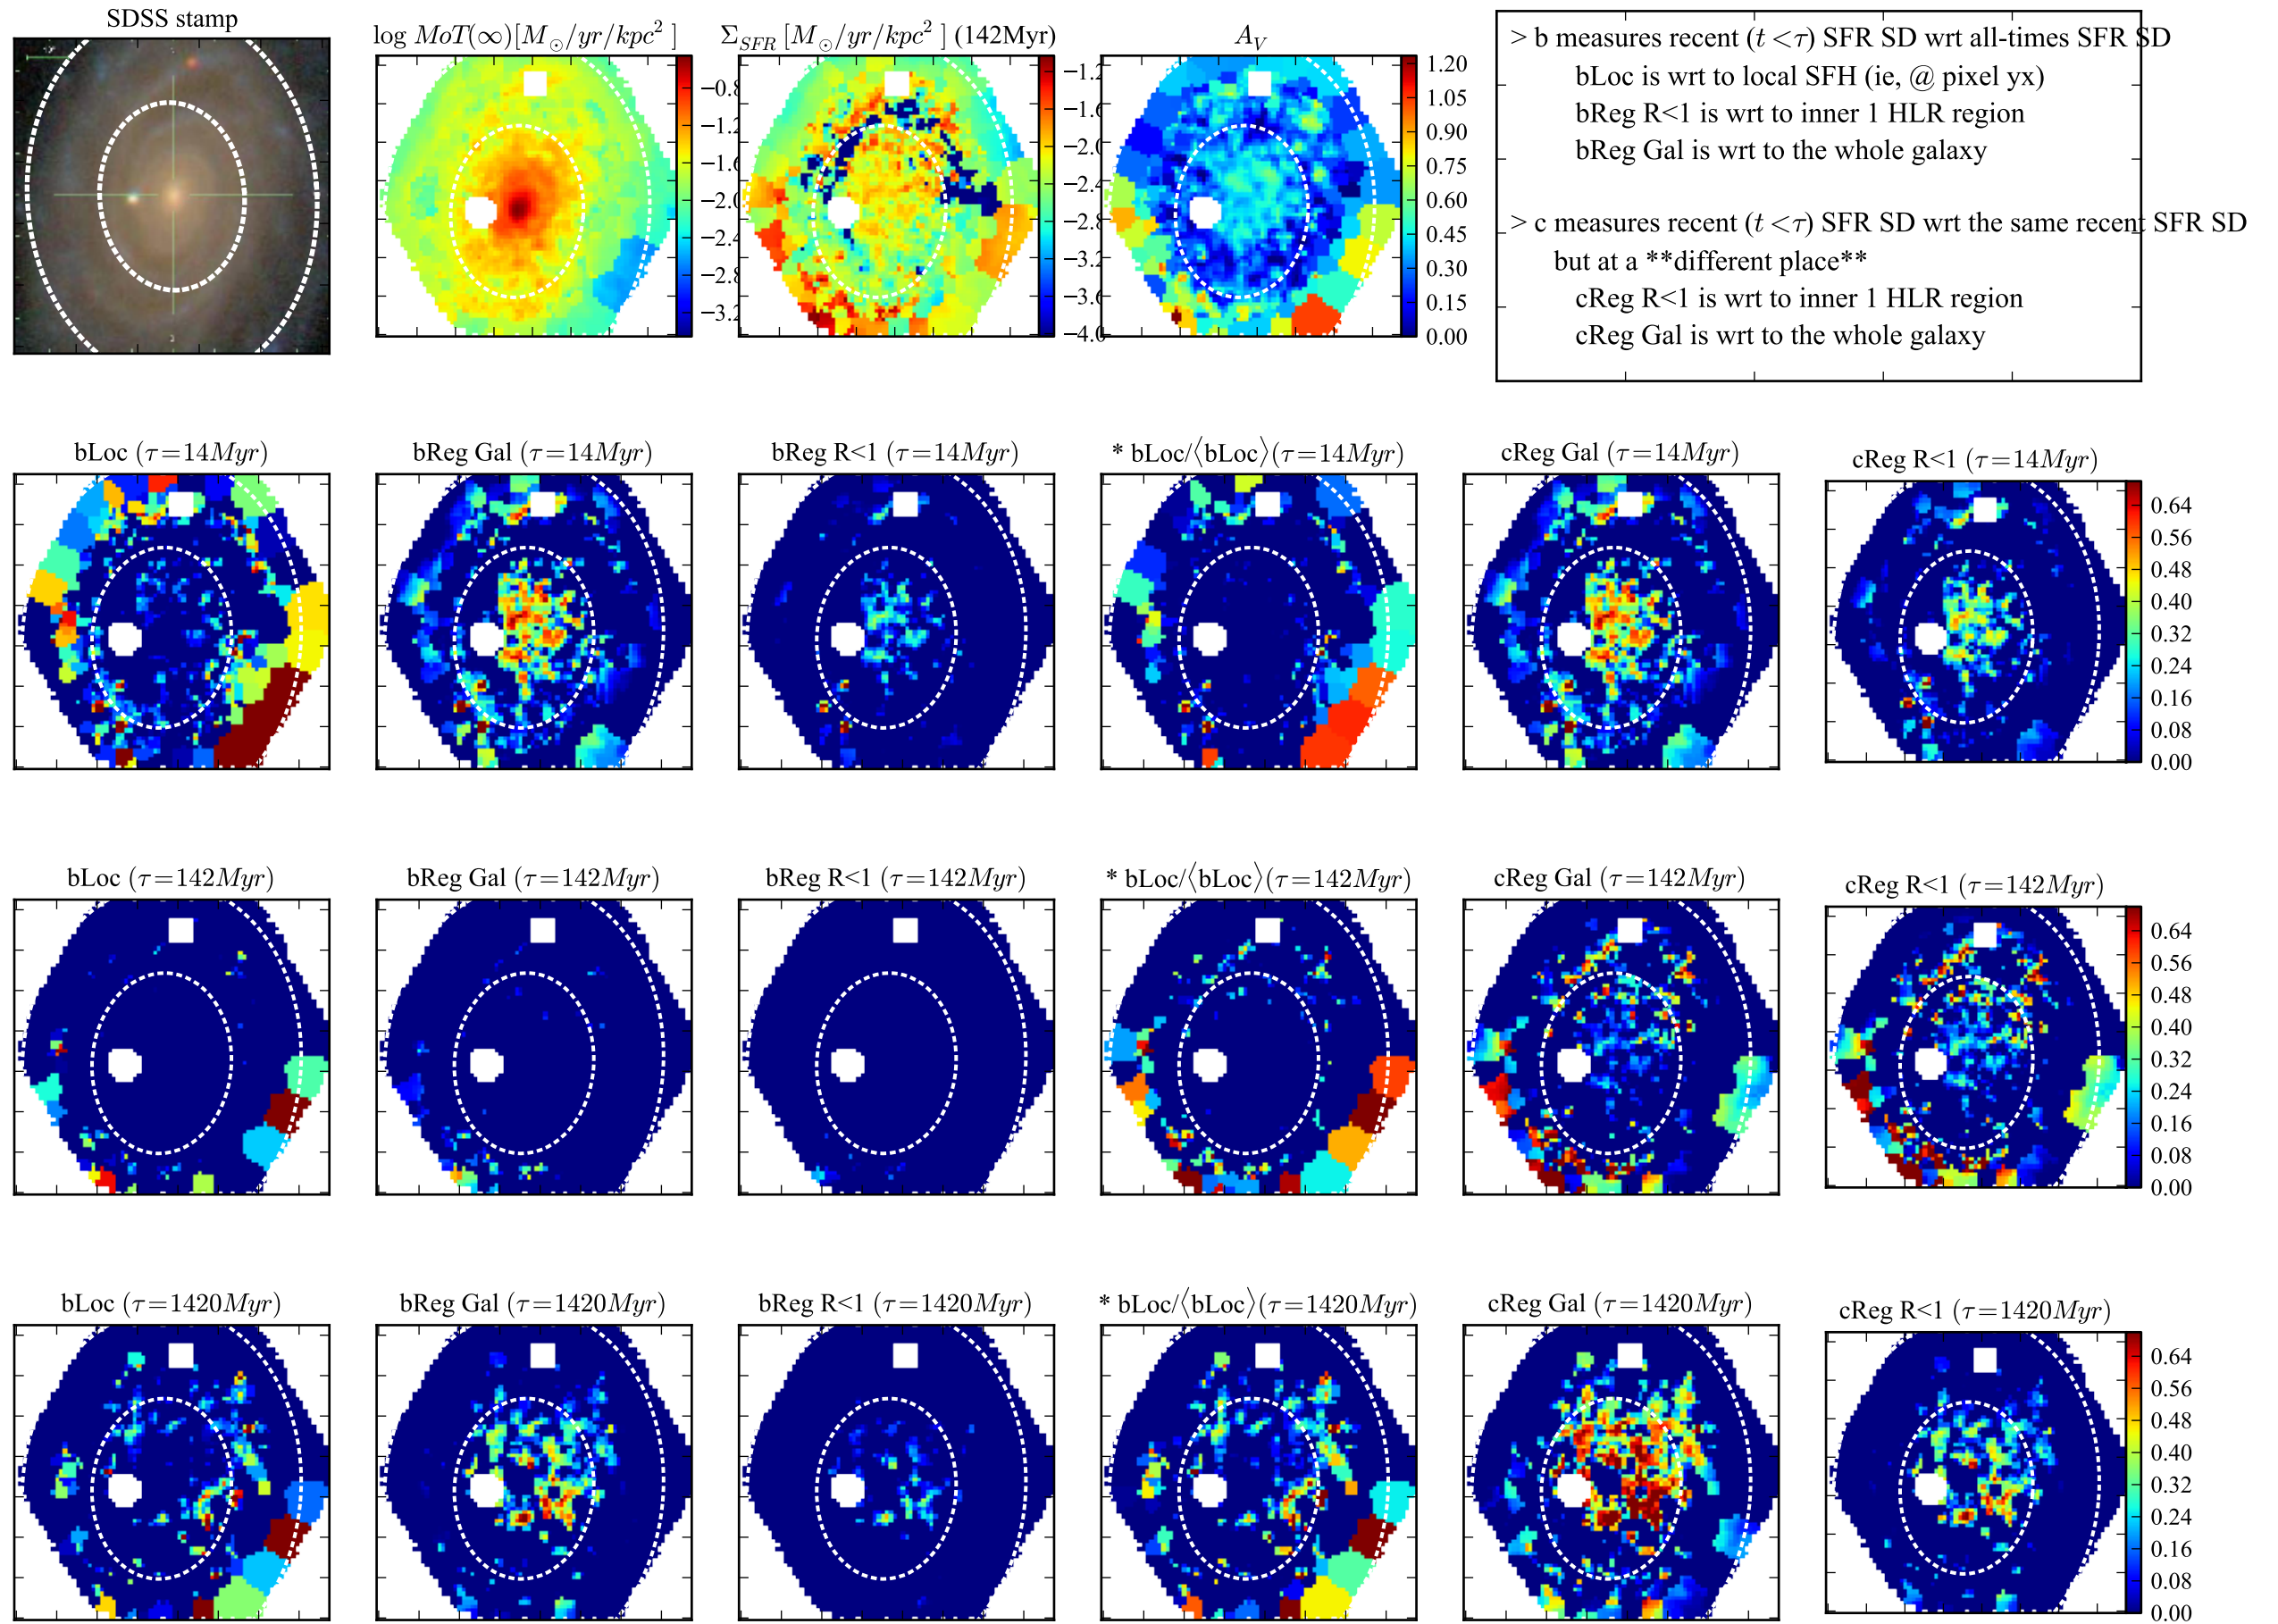 SDSS stamp
log MoT(∞)[M⊙/yr/kpc² ]
Σ_SFR [M⊙/yr/kpc² ] (142Myr)
A_V
−0.8
−1.2
−1.6
−2.0
−2.4
−2.8
−3.2
−1.2
−1.6
−2.0
−2.4
−2.8
−3.2
−3.6
−4.0
1.20
1.05
0.90
0.75
0.60
0.45
0.30
0.15
0.00
> b measures recent (t <τ) SFR SD wrt all-times SFR SD
bLoc is wrt to local SFH (ie, @ pixel yx)
bReg R<1 is wrt to inner 1 HLR region
bReg Gal is wrt to the whole galaxy
> c measures recent (t <τ) SFR SD wrt the same recent SFR SD
but at a **different place**
cReg R<1 is wrt to inner 1 HLR region
cReg Gal is wrt to the whole galaxy
bLoc (τ=14Myr)
bReg Gal (τ=14Myr)
bReg R<1 (τ=14Myr)
* bLoc/⟨bLoc⟩(τ=14Myr)
cReg Gal (τ=14Myr)
cReg R<1 (τ=14Myr)
0.64
0.56
0.48
0.40
0.32
0.24
0.16
0.08
0.00
bLoc (τ=142Myr)
bReg Gal (τ=142Myr)
bReg R<1 (τ=142Myr)
* bLoc/⟨bLoc⟩(τ=142Myr)
cReg Gal (τ=142Myr)
cReg R<1 (τ=142Myr)
0.64
0.56
0.48
0.40
0.32
0.24
0.16
0.08
0.00
bLoc (τ=1420Myr)
bReg Gal (τ=1420Myr)
bReg R<1 (τ=1420Myr)
* bLoc/⟨bLoc⟩(τ=1420Myr)
cReg Gal (τ=1420Myr)
cReg R<1 (τ=1420Myr)
0.64
0.56
0.48
0.40
0.32
0.24
0.16
0.08
0.00